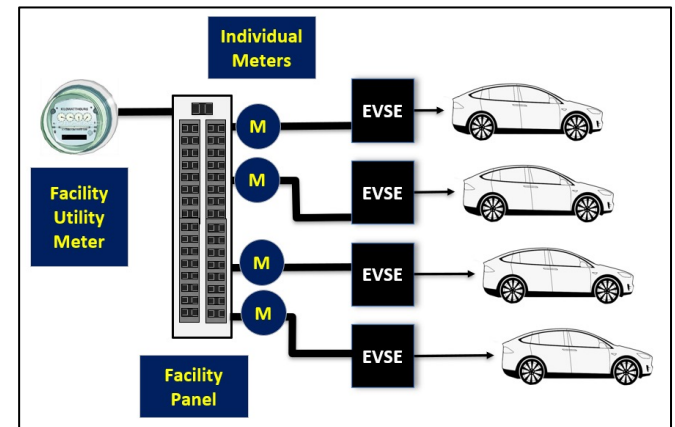 Individual
Meters
M
EVSE
M
EVSE
Facility
Utility
Meter
M
EVSE
M
EVSE
Facility
Panel